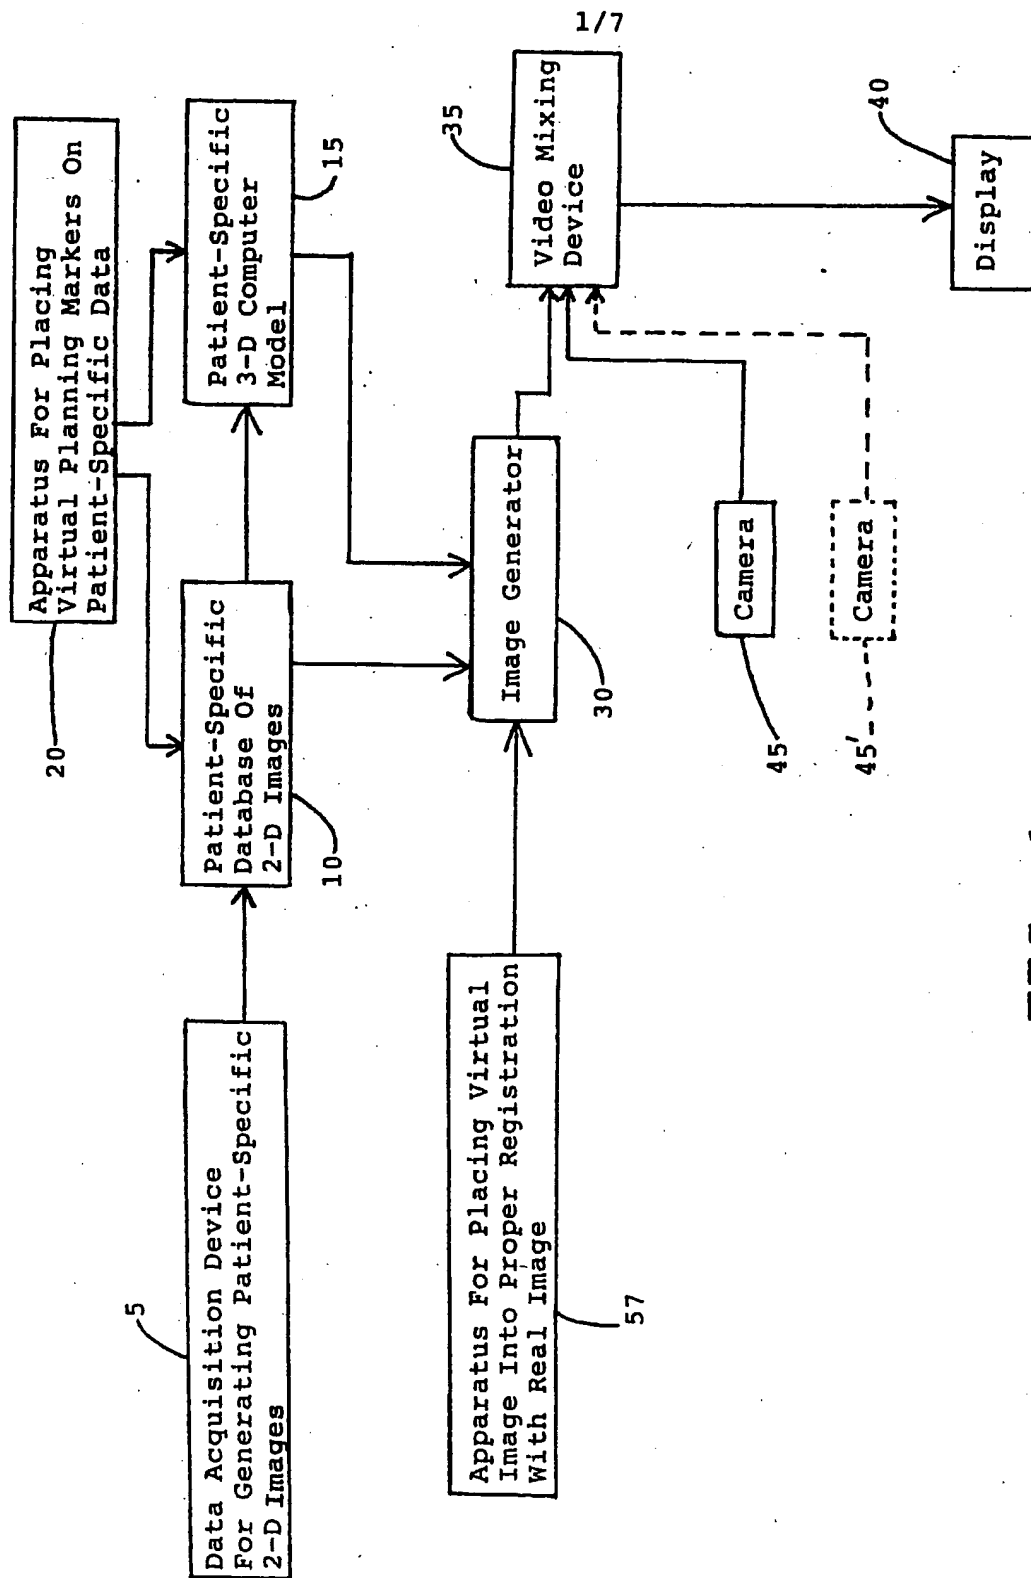 1/7
Apparatus For Placing
Virtual Planning Markers On
Patient-Specific Data
20
Data Acquisition Device
For Generating Patient-Specific
2-D Images
5
Patient-Specific
Database Of
2-D Images
10
Patient-Specific
3-D Computer
Model
15
Apparatus For Placing Virtual
Image Into Proper Registration
With Real Image
57
Image Generator
30
Video Mixing
Device
35
Camera
45
Camera
45'
Display
40